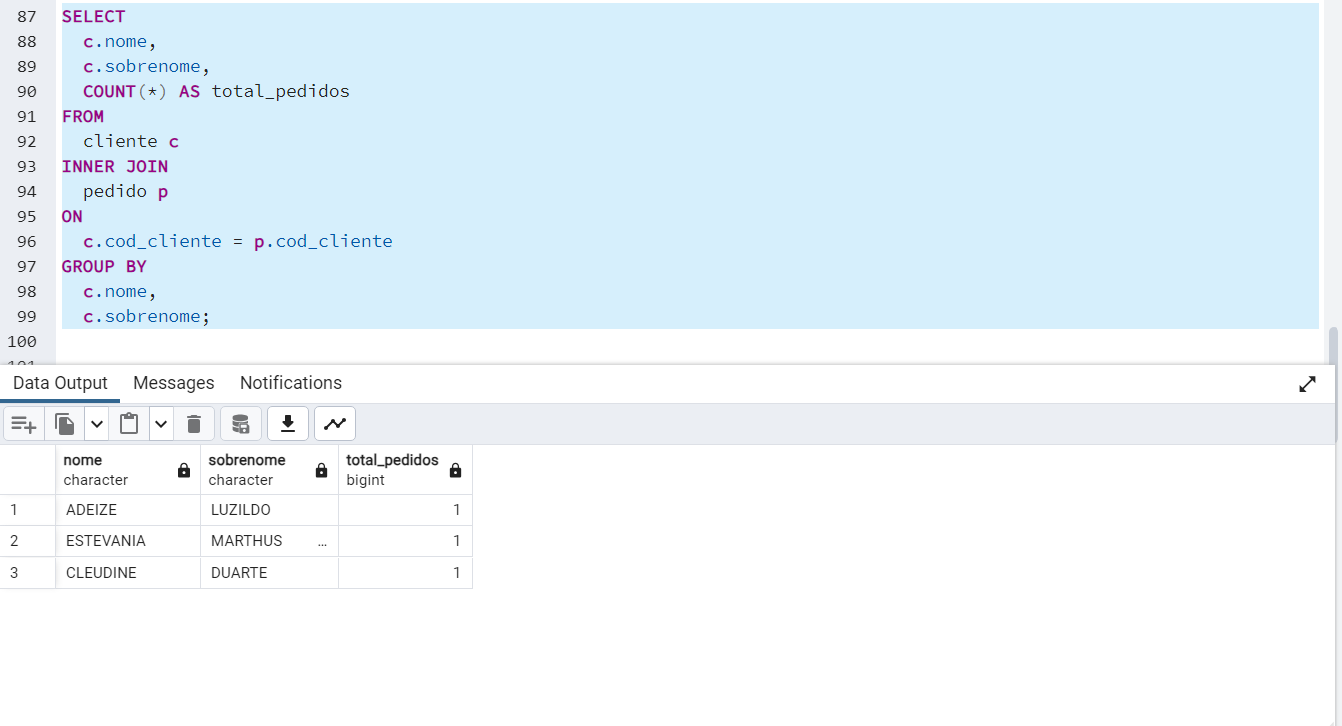 87 SELECT
88 c.nome,
89 c.sobrenome,
90 COUNT(*) AS total_pedidos
91 FROM
92 cliente c
93 INNER JOIN
94 pedido p
95 ON
96 c.cod_cliente = p.cod_cliente
97 GROUP BY
98 c.nome,
99 c.sobrenome;
100
Data Output Messages Notifications
nome sobrenome total_pedidos
character character bigint
1 ADEIZE LUZILDO 1
2 ESTEVANIA MARTHUS ... 1
3 CLEUDINE DUARTE 1